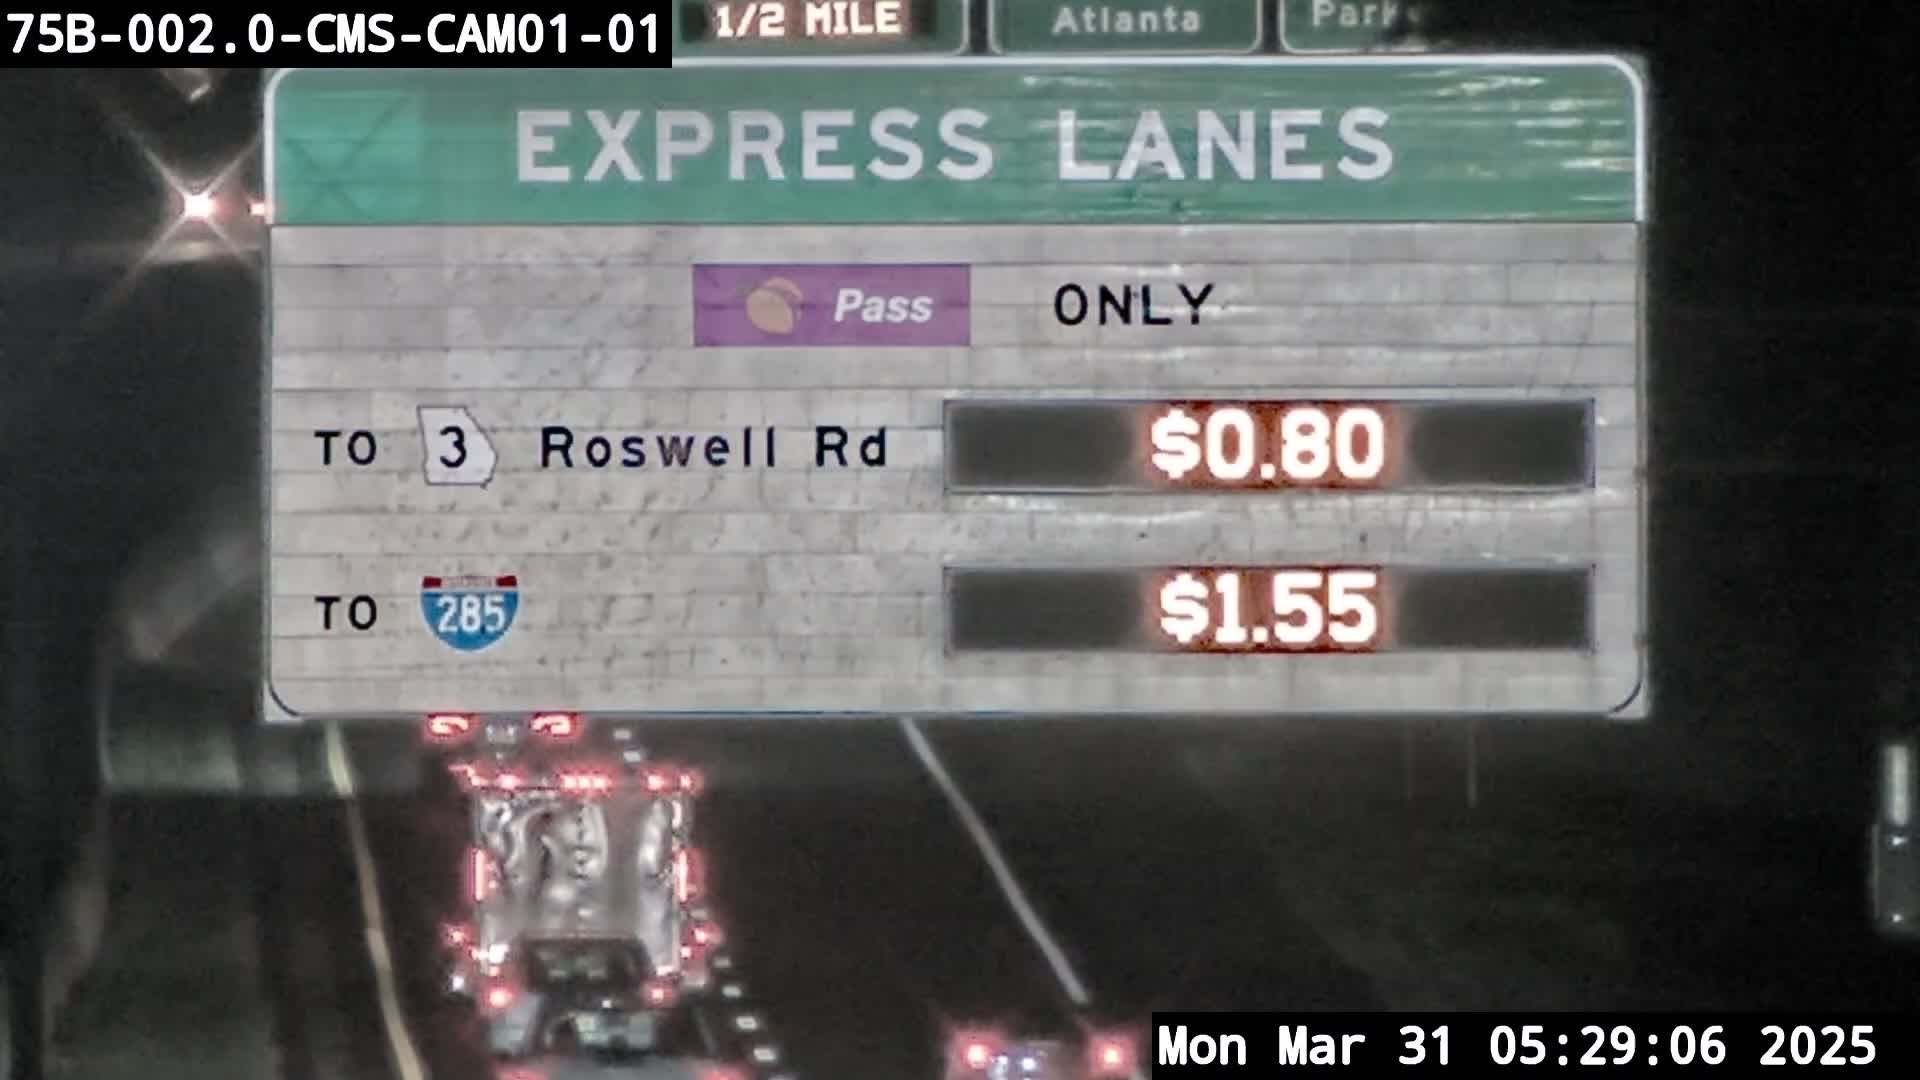 75B-002.0-CMS-CAM01-01
1/2 MILE
Atlanta
EXPRESS LANES
Pass ONLY
TO 3 Roswell Rd $0.80
TO 285 $1.55
Mon Mar 31 05:29:06 2025